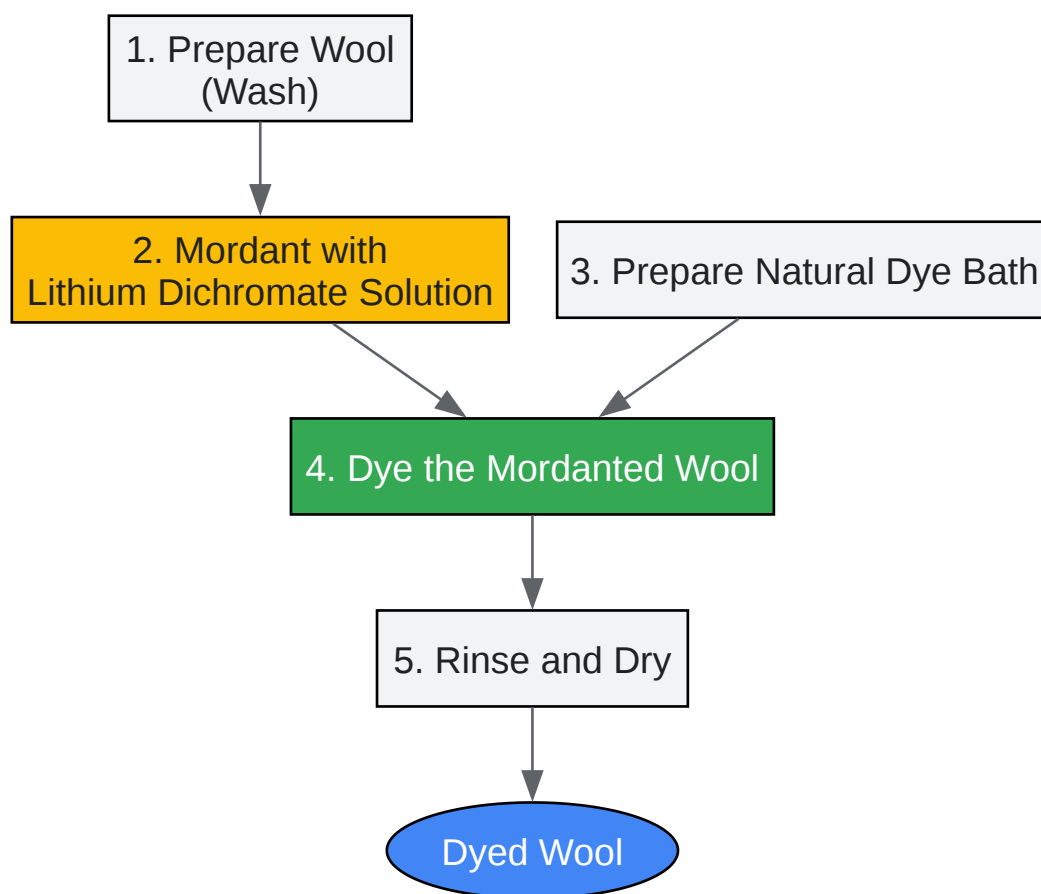 1. Prepare Wool
(Wash)
2. Mordant with
Lithium Dichromate Solution
3. Prepare Natural Dye Bath
4. Dye the Mordanted Wool
5. Rinse and Dry
Dyed Wool